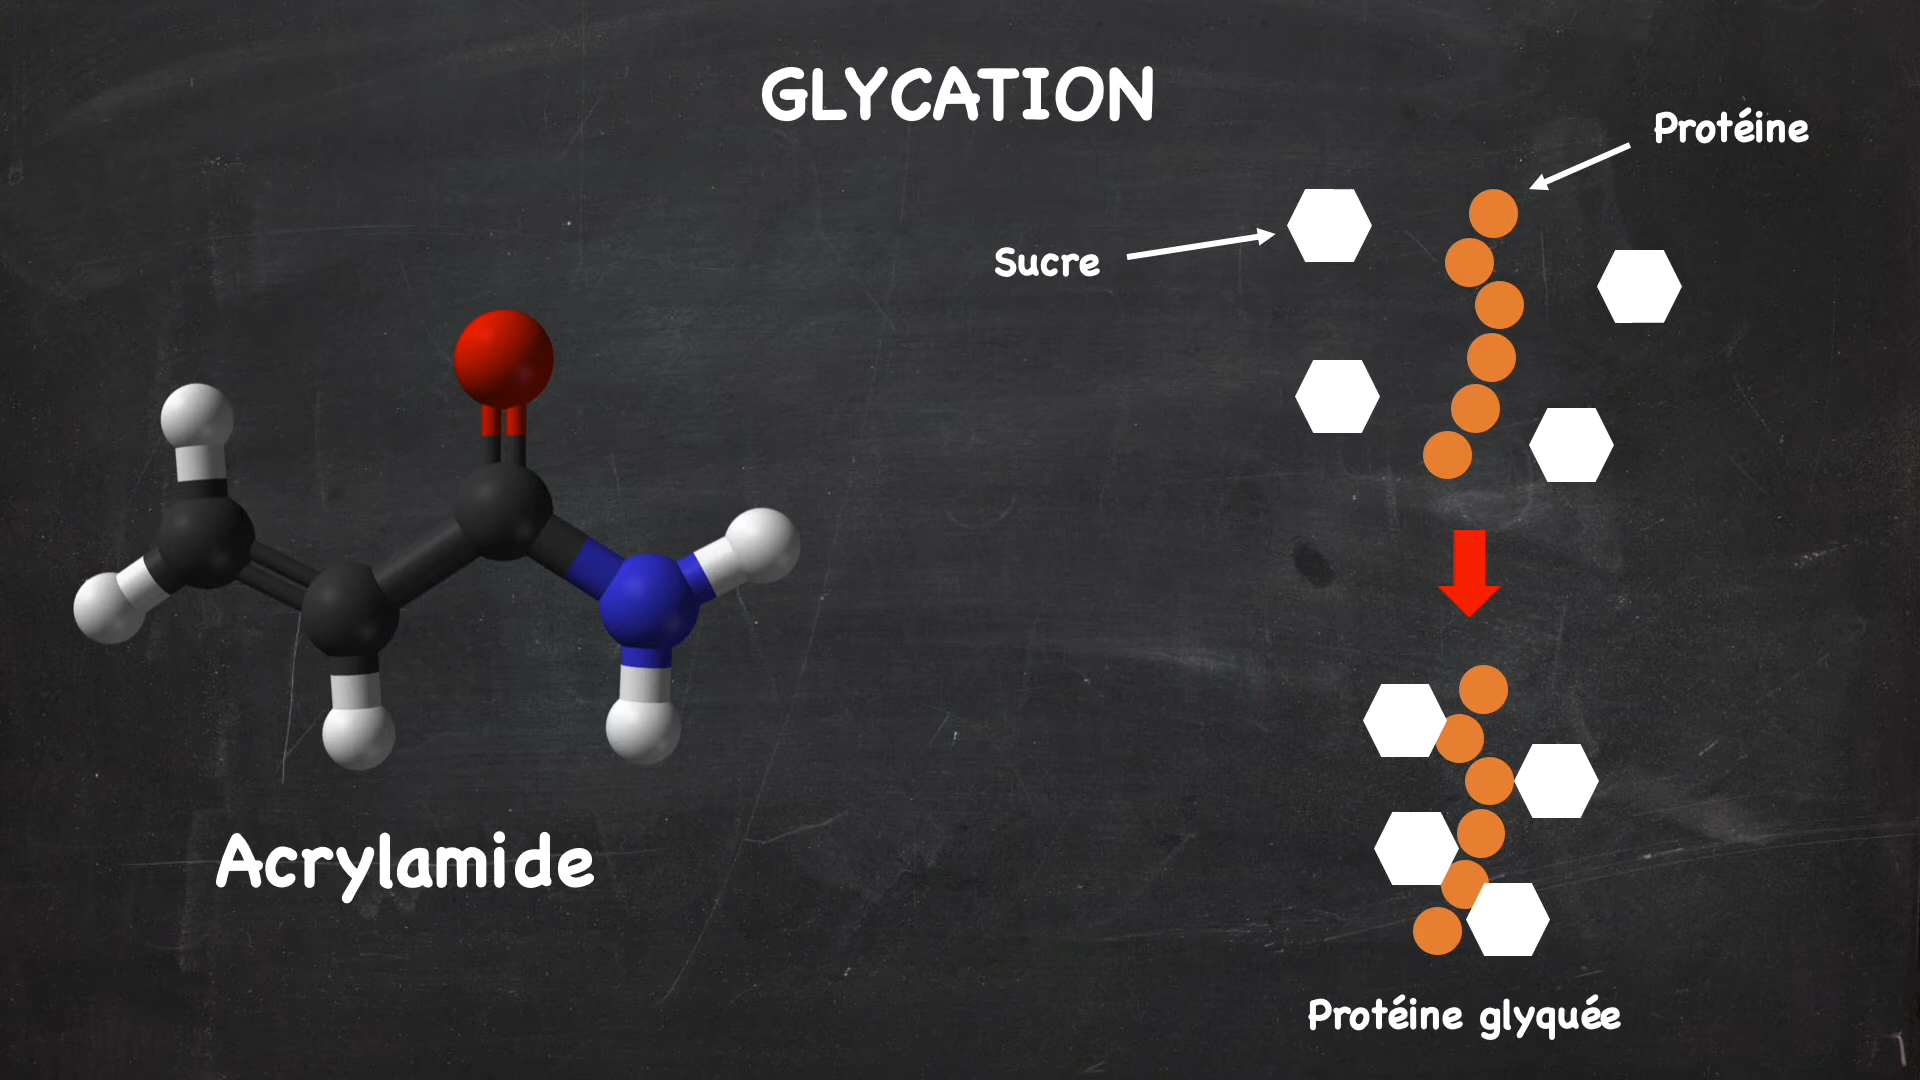 GLYCATION
Protéine
Sucre
Acrylamide
Protéine glyquée